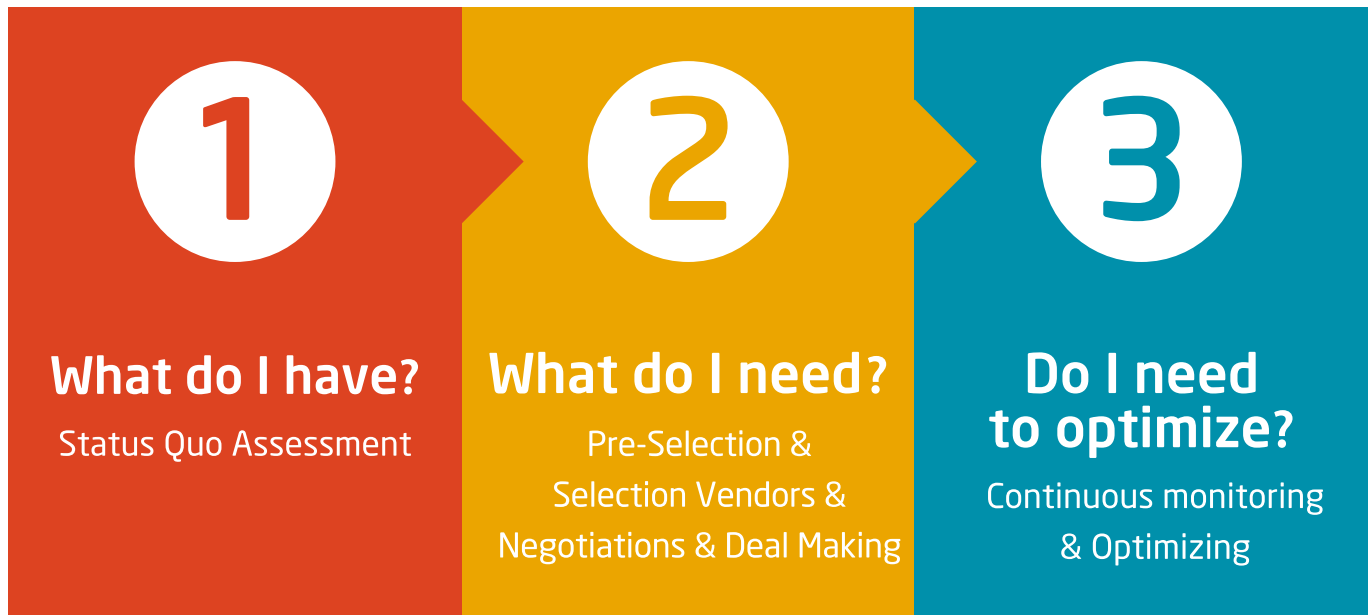 1
What do I have?
Status Quo Assessment
2
What do I need?
Pre-Selection &
Selection Vendors &
Negotiations & Deal Making
3
Do I need
to optimize?
Continuous monitoring
& Optimizing